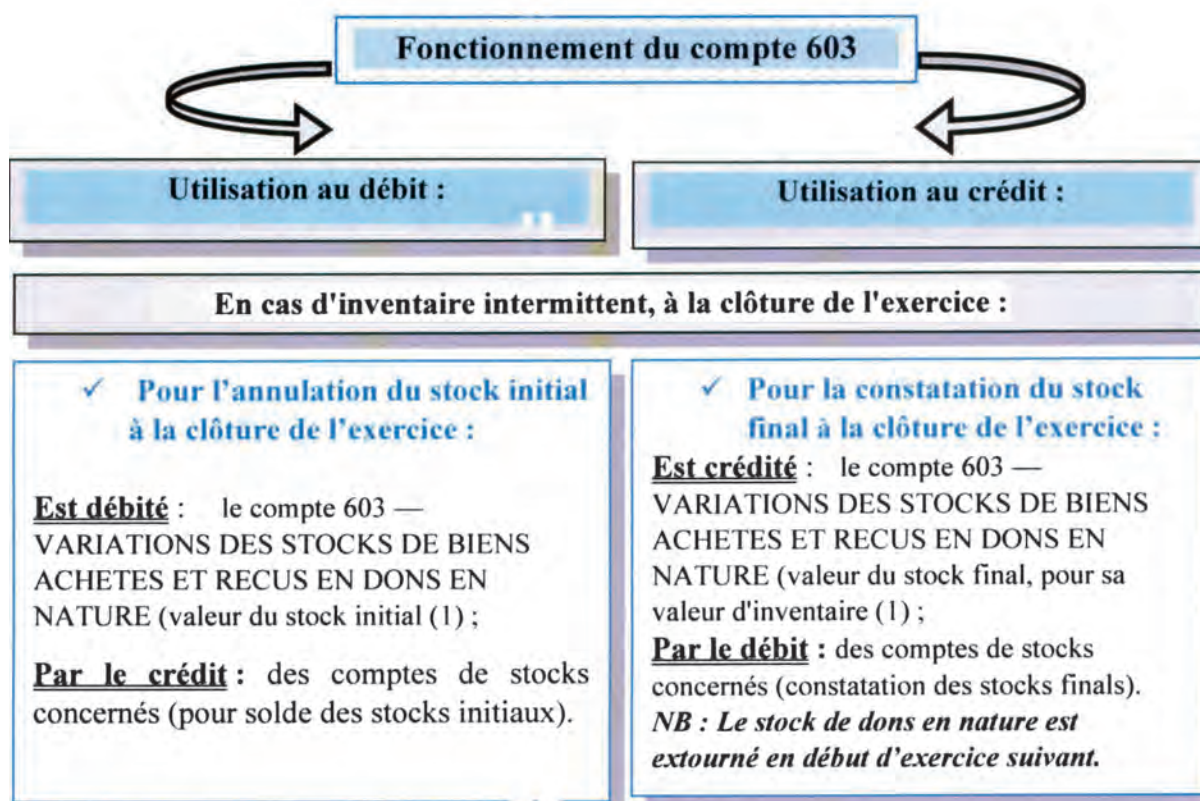 Fonctionnement du compte 603
Utilisation au débit :
Utilisation au crédit :
En cas d'inventaire intermittent, à la clôture de l'exercice :
✓ Pour l'annulation du stock initial
à la clôture de l'exercice :
Est débité : le compte 603 —
VARIATIONS DES STOCKS DE BIENS
ACHETES ET RECUS EN DONS EN
NATURE (valeur du stock initial (1) ;
Par le crédit : des comptes de stocks
concernés (pour solde des stocks initiaux).
✓ Pour la constatation du stock
final à la clôture de l'exercice :
Est crédité : le compte 603 —
VARIATIONS DES STOCKS DE BIENS
ACHETES ET RECUS EN DONS EN
NATURE (valeur du stock final, pour sa
valeur d'inventaire (1) ;
Par le débit : des comptes de stocks
concernés (constatation des stocks finals).
NB : Le stock de dons en nature est
extourné en début d'exercice suivant.